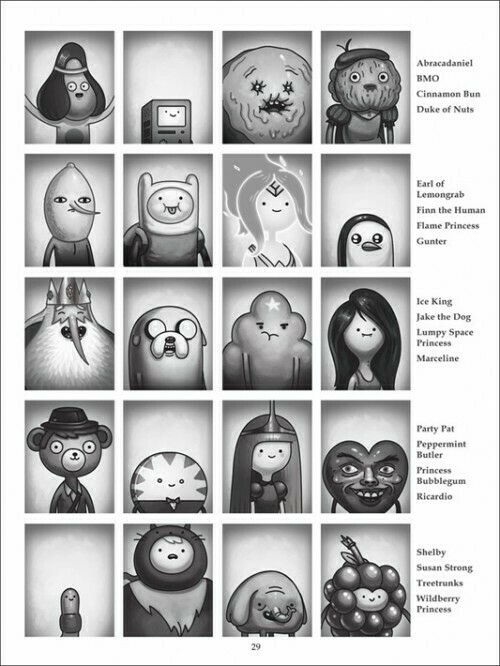 Abracadaniel
BMO
Cinnamon Bun
Duke of Nuts
Earl of
Lemongrab
Finn the Human
Flame Princess
Gunter
Ice King
Jake the Dog
Lumpy Space
Princess
Marceline
Party Pat
Peppermint
Butler
Princess
Bubblegum
Ricardio
Shelby
Susan Strong
Treetrunks
Wildberry
Princess
29